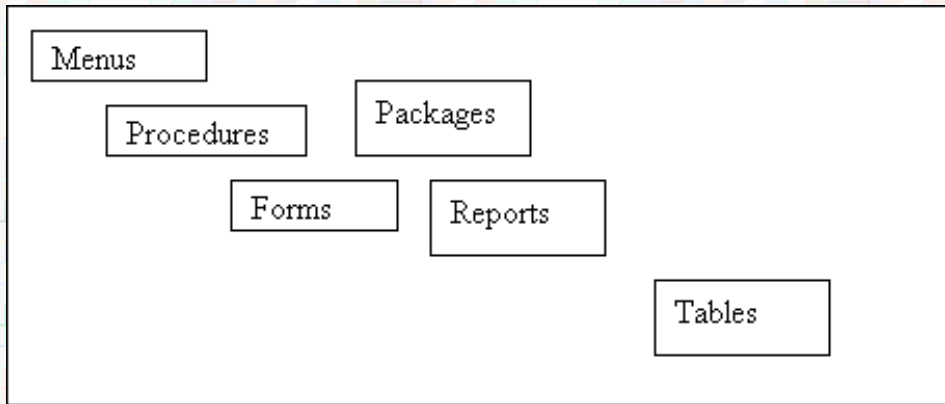 Menus
Packages
Procedures
Forms
Reports
Tables